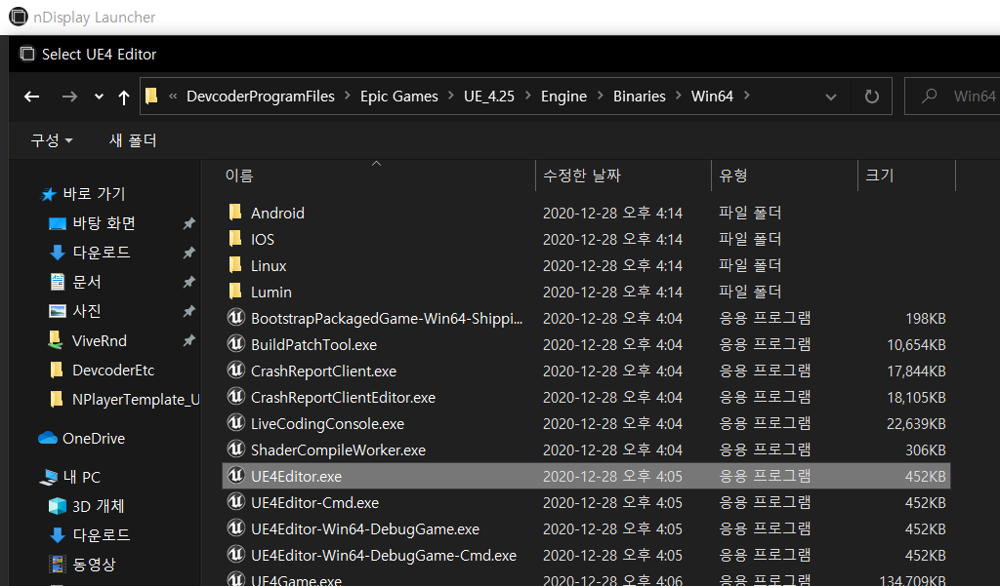 nDisplay Launcher
Select UE4 Editor
« DevcoderProgramFiles > Epic Games > UE_4.25 > Engine > Binaries > Win64 >
Win64
구성 새 폴더
이름 수정한 날짜 유형 크기
바로 가기
바탕 화면
다운로드
문서
사진
ViveRnd
DevcoderEtc
NPlayerTemplate_U
OneDrive
내 PC
3D 개체
다운로드
동영상
Android 2020-12-28 오후 4:14 파일 폴더
IOS 2020-12-28 오후 4:14 파일 폴더
Linux 2020-12-28 오후 4:14 파일 폴더
Lumin 2020-12-28 오후 4:14 파일 폴더
BootstrapPackagedGame-Win64-Shippi... 2020-12-28 오후 4:04 응용 프로그램 198KB
BuildPatchTool.exe 2020-12-28 오후 4:04 응용 프로그램 10,654KB
CrashReportClient.exe 2020-12-28 오후 4:04 응용 프로그램 17,844KB
CrashReportClientEditor.exe 2020-12-28 오후 4:04 응용 프로그램 18,105KB
LiveCodingConsole.exe 2020-12-28 오후 4:04 응용 프로그램 22,639KB
ShaderCompileWorker.exe 2020-12-28 오후 4:04 응용 프로그램 306KB
UE4Editor.exe 2020-12-28 오후 4:05 응용 프로그램 452KB
UE4Editor-Cmd.exe 2020-12-28 오후 4:05 응용 프로그램 452KB
UE4Editor-Win64-DebugGame.exe 2020-12-28 오후 4:05 응용 프로그램 452KB
UE4Editor-Win64-DebugGame-Cmd.exe 2020-12-28 오후 4:05 응용 프로그램 452KB
UE4Game.exe 2020-12-28 오후 4:06 응용 프로그램 134,709KB